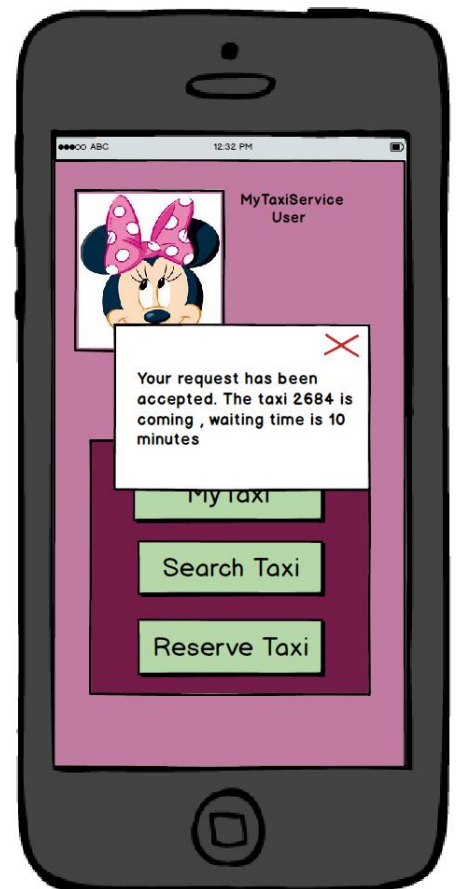 ABC
12:32 PM
MyTaxiService
User
Your request has been
accepted. The taxi 2684 is
coming , waiting time is 10
minutes
MyTaxi
Search Taxi
Reserve Taxi